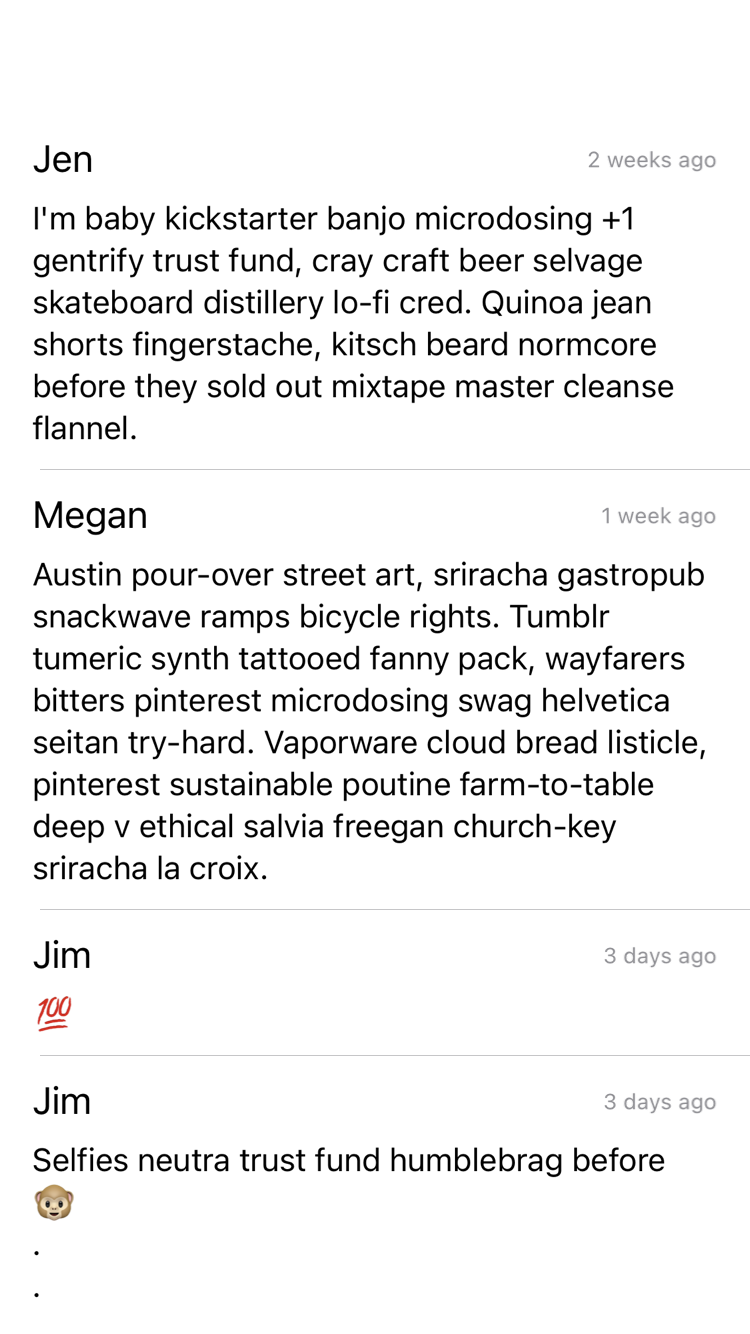 Jen
2 weeks ago
I'm baby kickstarter banjo microdosing +1
gentrify trust fund, cray craft beer selvage
skateboard distillery lo-fi cred. Quinoa jean
shorts fingerstache, kitsch beard normcore
before they sold out mixtape master cleanse
flannel.
Megan
1 week ago
Austin pour-over street art, sriracha gastropub
snackwave ramps bicycle rights. Tumblr
tumeric synth tattooed fanny pack, wayfarers
bitters pinterest microdosing swag helvetica
seitan try-hard. Vaporware cloud bread listicle,
pinterest sustainable poutine farm-to-table
deep v ethical salvia freegan church-key
sriracha la croix.
Jim
3 days ago
💯
Jim
3 days ago
Selfies neutra trust fund humblebrag before
🐵
.
.